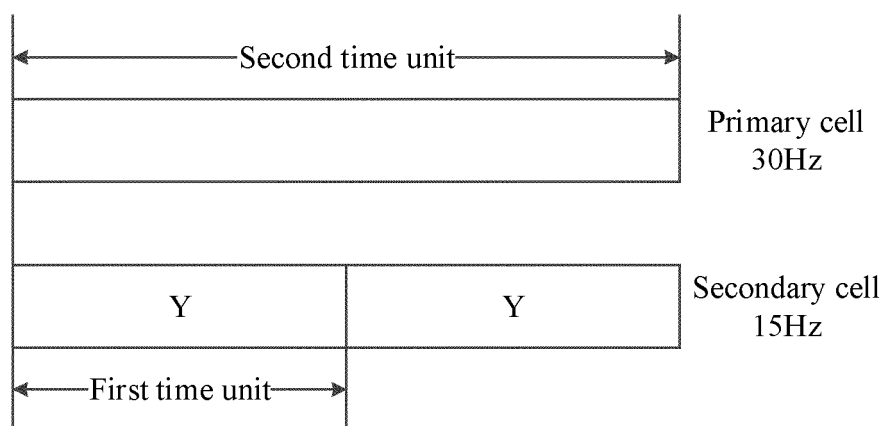 Second time unit
Primary cell
30Hz
Y
Y
Secondary cell
15Hz
First time unit